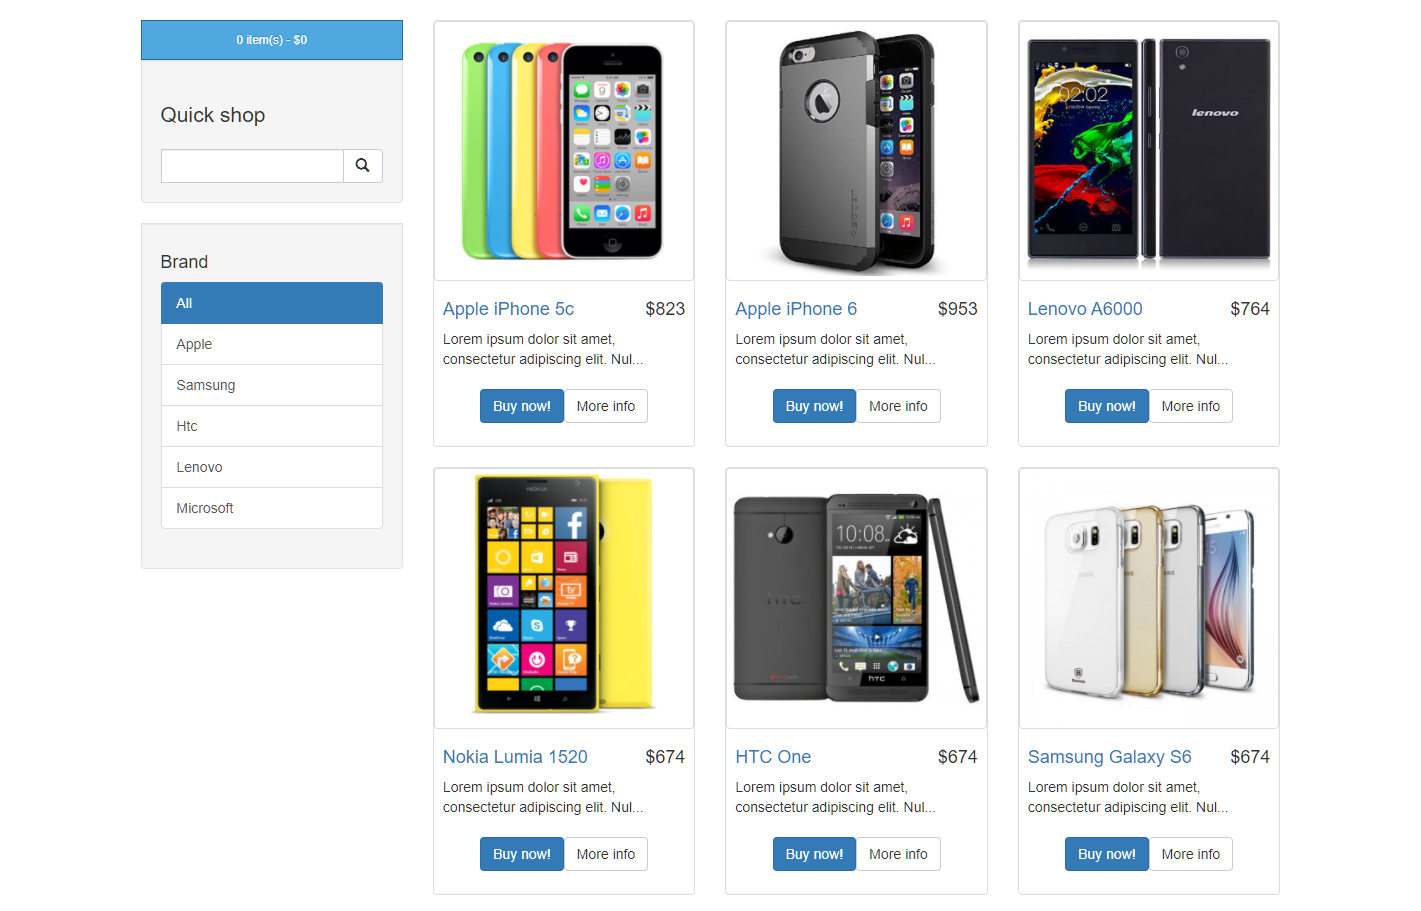 0 item(s) - $0
Quick shop
Brand
All
Apple
Samsung
Htc
Lenovo
Microsoft
02:02
lenovo
Apple iPhone 5c $823
Lorem ipsum dolor sit amet,
consectetur adipiscing elit. Nul...
Buy now! More info
Apple iPhone 6 $953
Lorem ipsum dolor sit amet,
consectetur adipiscing elit. Nul...
Buy now! More info
Lenovo A6000 $764
Lorem ipsum dolor sit amet,
consectetur adipiscing elit. Nul...
Buy now! More info
NOKIA
Nokia Lumia 1520 $674
Lorem ipsum dolor sit amet,
consectetur adipiscing elit. Nul...
Buy now! More info
10:08
hTC
hTC
HTC One $674
Lorem ipsum dolor sit amet,
consectetur adipiscing elit. Nul...
Buy now! More info
Samsung Galaxy S6 $674
Lorem ipsum dolor sit amet,
consectetur adipiscing elit. Nul...
Buy now! More info